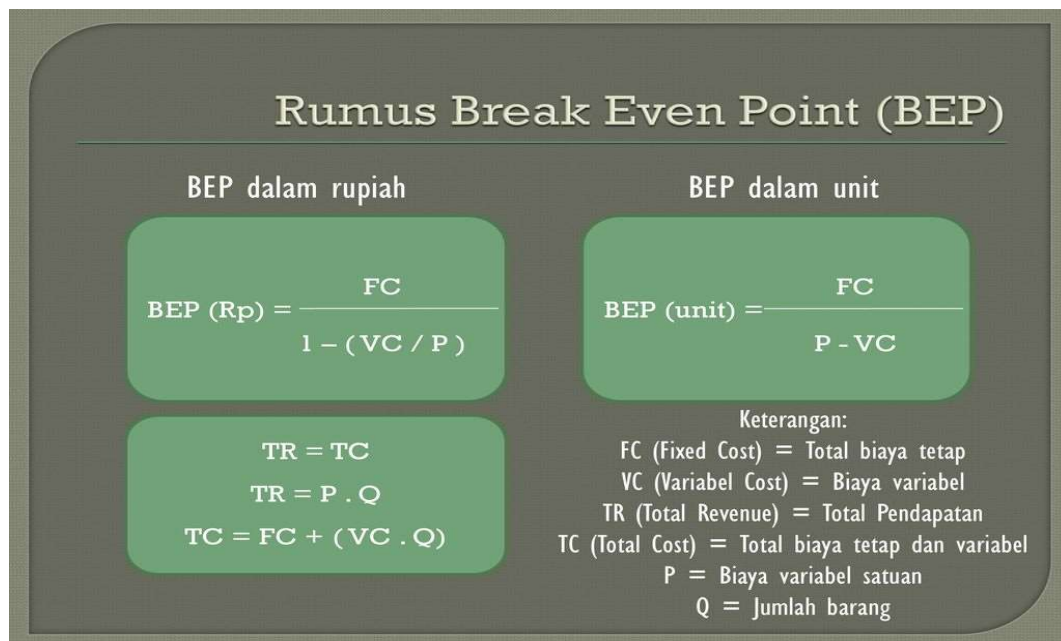 Rumus Break Even Point (BEP)
BEP dalam rupiah
BEP (Rp) = FC
1 – ( VC / P )
TR = TC
TR = P . Q
TC = FC + ( VC . Q)
BEP dalam unit
BEP (unit) = FC
P - VC
Keterangan:
FC (Fixed Cost) = Total biaya tetap
VC (Variabel Cost) = Biaya variabel
TR (Total Revenue) = Total Pendapatan
TC (Total Cost) = Total biaya tetap dan variabel
P = Biaya variabel satuan
Q = Jumlah barang